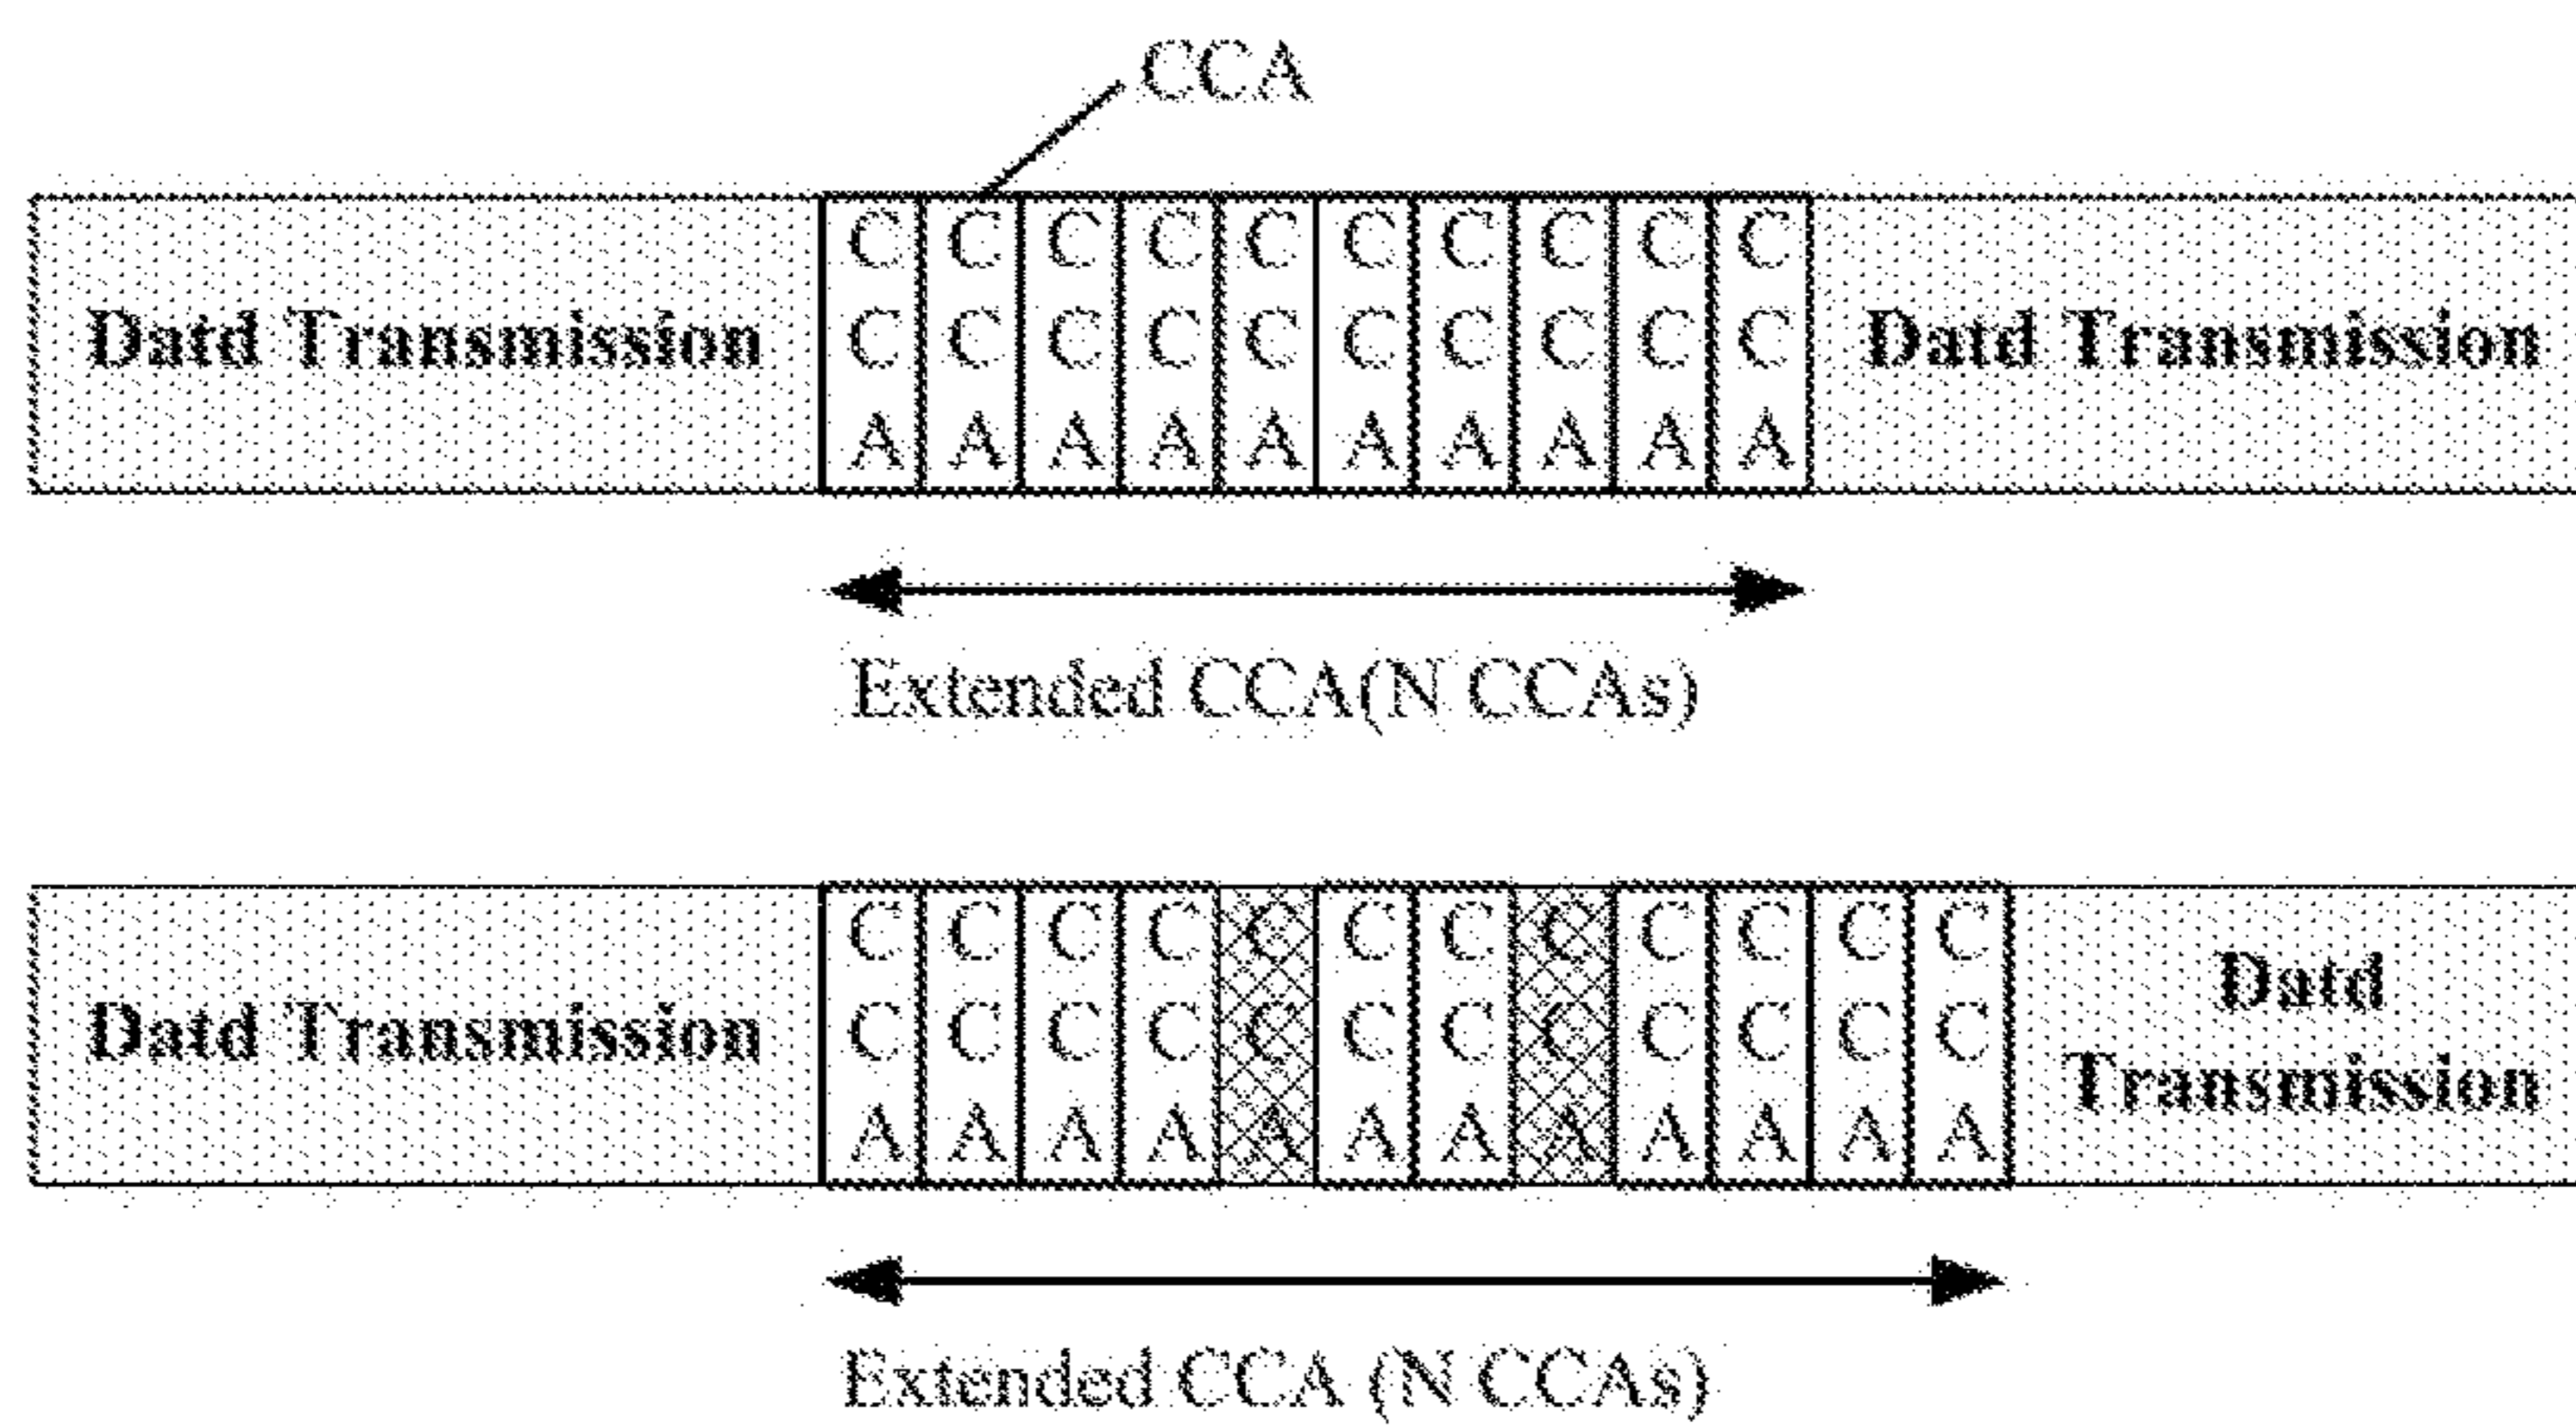 CCA
Datd Transmission
C C C C C C C C C C
C C C C C C C C C C
A A A A A A A A A A
Datd Transmission
Extended CCA(N CCAs)
Datd Transmission
C C C C C C C C C C C C
C C C C C C C C C C C C
A A A A A A A A A A A A
Datd
Transmission
Extended CCA (N CCAs)